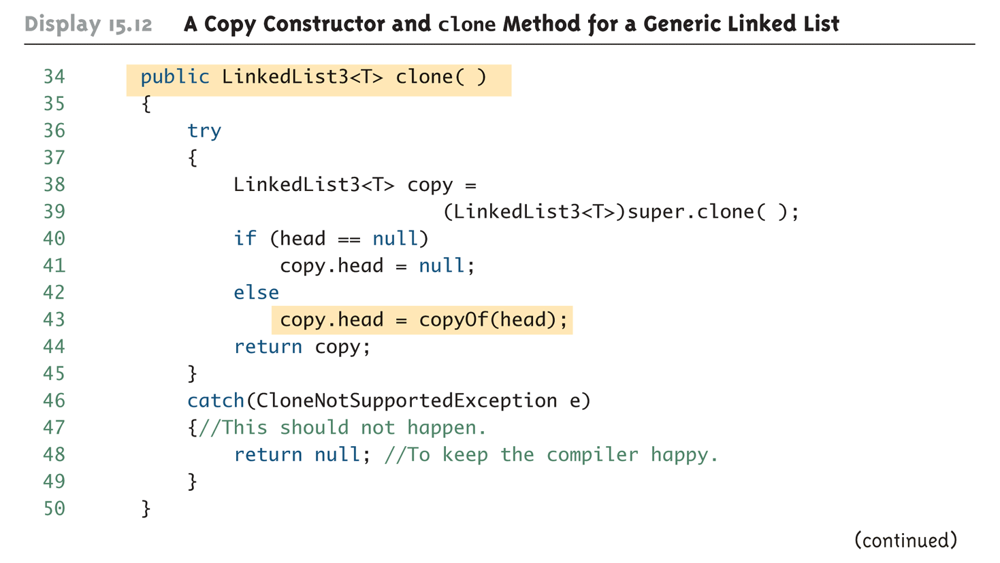 Display 15.12 A Copy Constructor and clone Method for a Generic Linked List
34 public LinkedList3<T> clone( )
35 {
36 try
37 {
38 LinkedList3<T> copy =
39 (LinkedList3<T>)super.clone( );
40 if (head == null)
41 copy.head = null;
42 else
43 copy.head = copyOf(head);
44 return copy;
45 }
46 catch(CloneNotSupportedException e)
47 {//This should not happen.
48 return null; //To keep the compiler happy.
49 }
50 }
(continued)